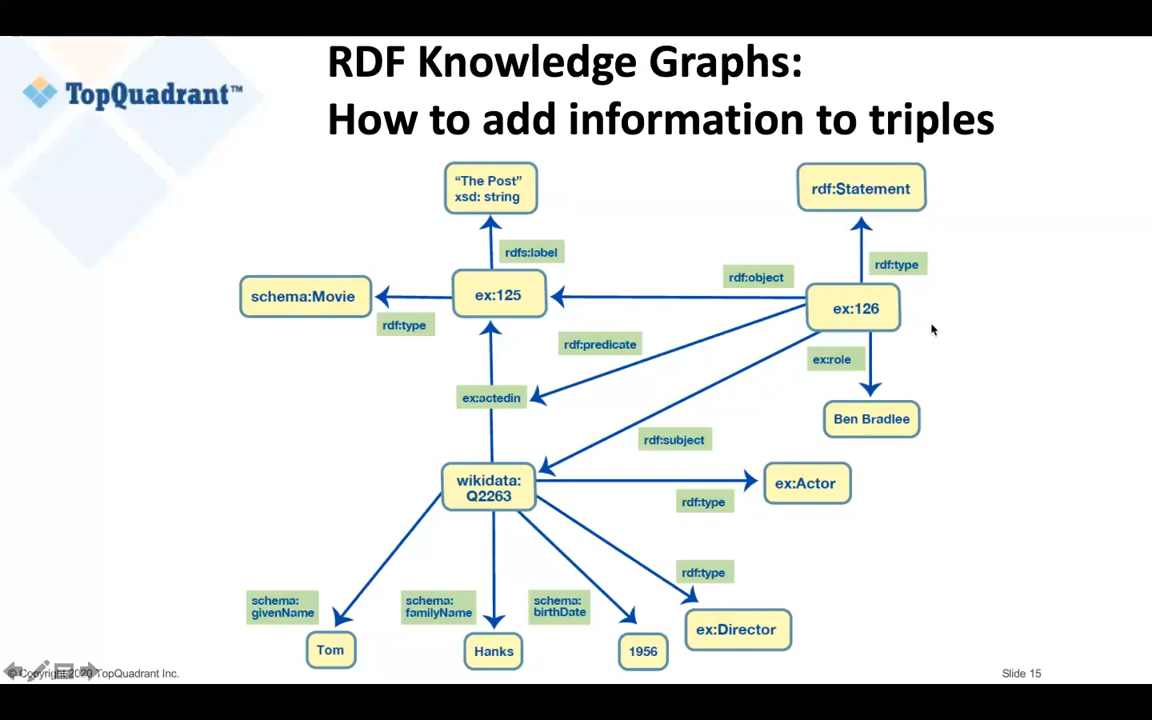 RDF Knowledge Graphs:
How to add information to triples
TopQuadrant™
"The Post"
xsd: string
rdf:Statement
rdfs:label
rdf:type
rdf:object
schema:Movie
ex:125
ex:126
rdf:type
rdf:predicate
ex:role
ex:actedin
Ben Bradlee
rdf:subject
wikidata:
Q2263
ex:Actor
rdf:type
rdf:type
schema:
givenName
schema:
familyName
schema:
birthDate
ex:Director
Tom
Hanks
1956
© Copyright 2020 TopQuadrant Inc.
Slide 15